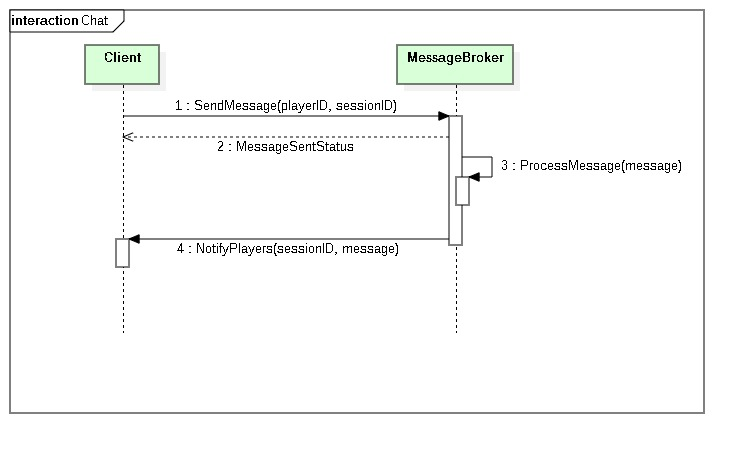 interaction Chat
Client
MessageBroker
1 : SendMessage(playerID, sessionID)
2 : MessageSentStatus
3 : ProcessMessage(message)
4 : NotifyPlayers(sessionID, message)